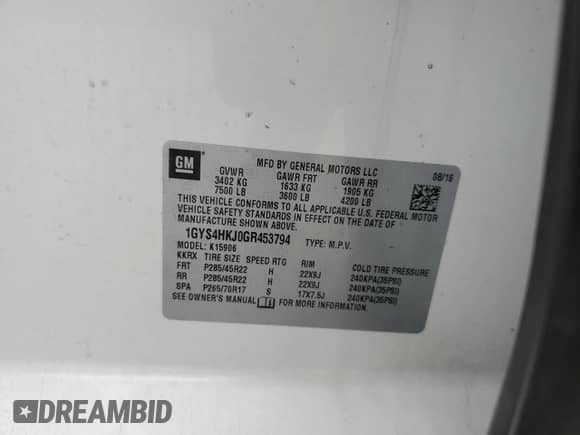 GM
MFD BY GENERAL MOTORS LLC
08/16
GVWR GAWR FRT GAWR RR
3402 KG 1633 KG 1905 KG
7500 LB 3600 LB 4200 LB
THIS VEHICLE CONFORMS TO ALL APPLICABLE U.S. FEDERAL MOTOR
VEHICLE SAFETY STANDARDS IN EFFECT ON THE DATE OF
MANUFACTURE SHOWN ABOVE.
1GYS4HKJ0GR453794 TYPE: M.P.V.
MODEL: K15906
KKRX TIRE SIZE SPEED RTG RIM COLD TIRE PRESSURE
FRT P285/45R22 H 22X9J 240KPA(35PSI)
RR P285/45R22 H 22X9J 240KPA(35PSI)
SPA P265/70R17 S 17X7.5J 240KPA(35PSI)
SEE OWNER'S MANUAL FOR MORE INFORMATION.
#DREAMBID